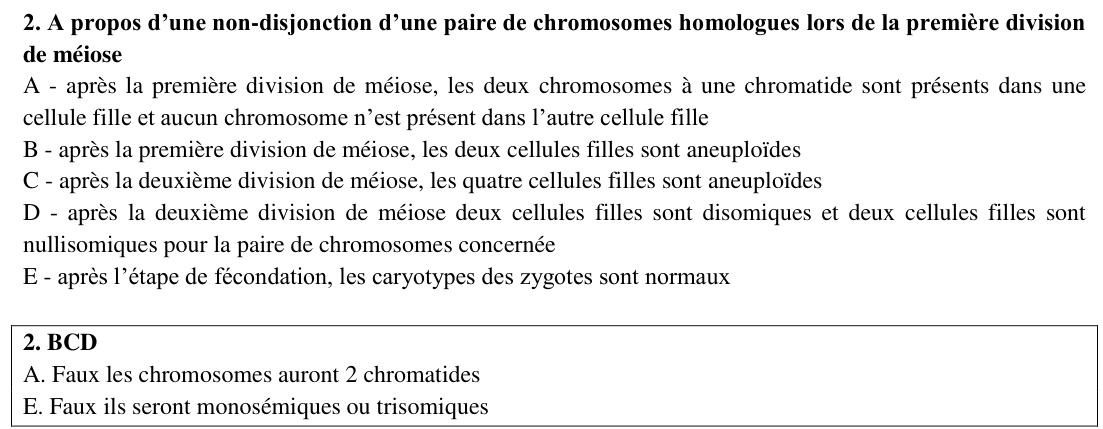 2. A propos d’une non-disjonction d’une paire de chromosomes homologues lors de la première division
de méiose
A - après la première division de méiose, les deux chromosomes à une chromatide sont présents dans une
cellule fille et aucun chromosome n’est présent dans l’autre cellule fille
B - après la première division de méiose, les deux cellules filles sont aneuploïdes
C - après la deuxième division de méiose, les quatre cellules filles sont aneuploïdes
D - après la deuxième division de méiose deux cellules filles sont disomiques et deux cellules filles sont
nullisomiques pour la paire de chromosomes concernée
E - après l’étape de fécondation, les caryotypes des zygotes sont normaux
2. BCD
A. Faux les chromosomes auront 2 chromatides
E. Faux ils seront monosémiques ou trisomiques